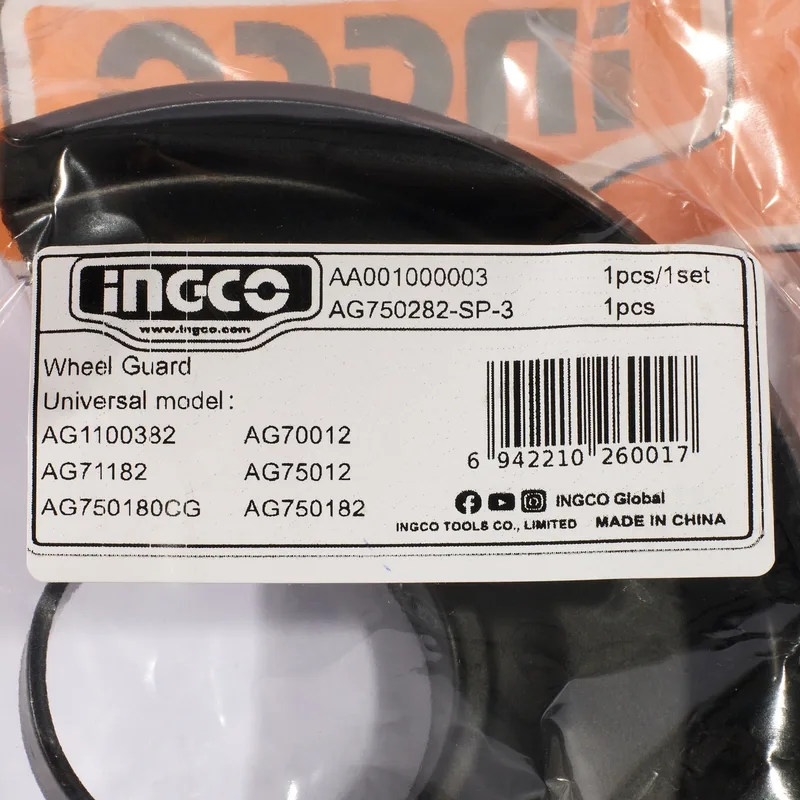 INGCO
INGCO
www.ingco.com
AA001000003 1pcs/1set
AG750282-SP-3 1pcs
Wheel Guard
Universal model:
AG1100382 AG70012
AG71182 AG75012
AG750180CG AG750182
6 942210 260017
INGCO Global
INGCO TOOLS CO., LIMITED MADE IN CHINA